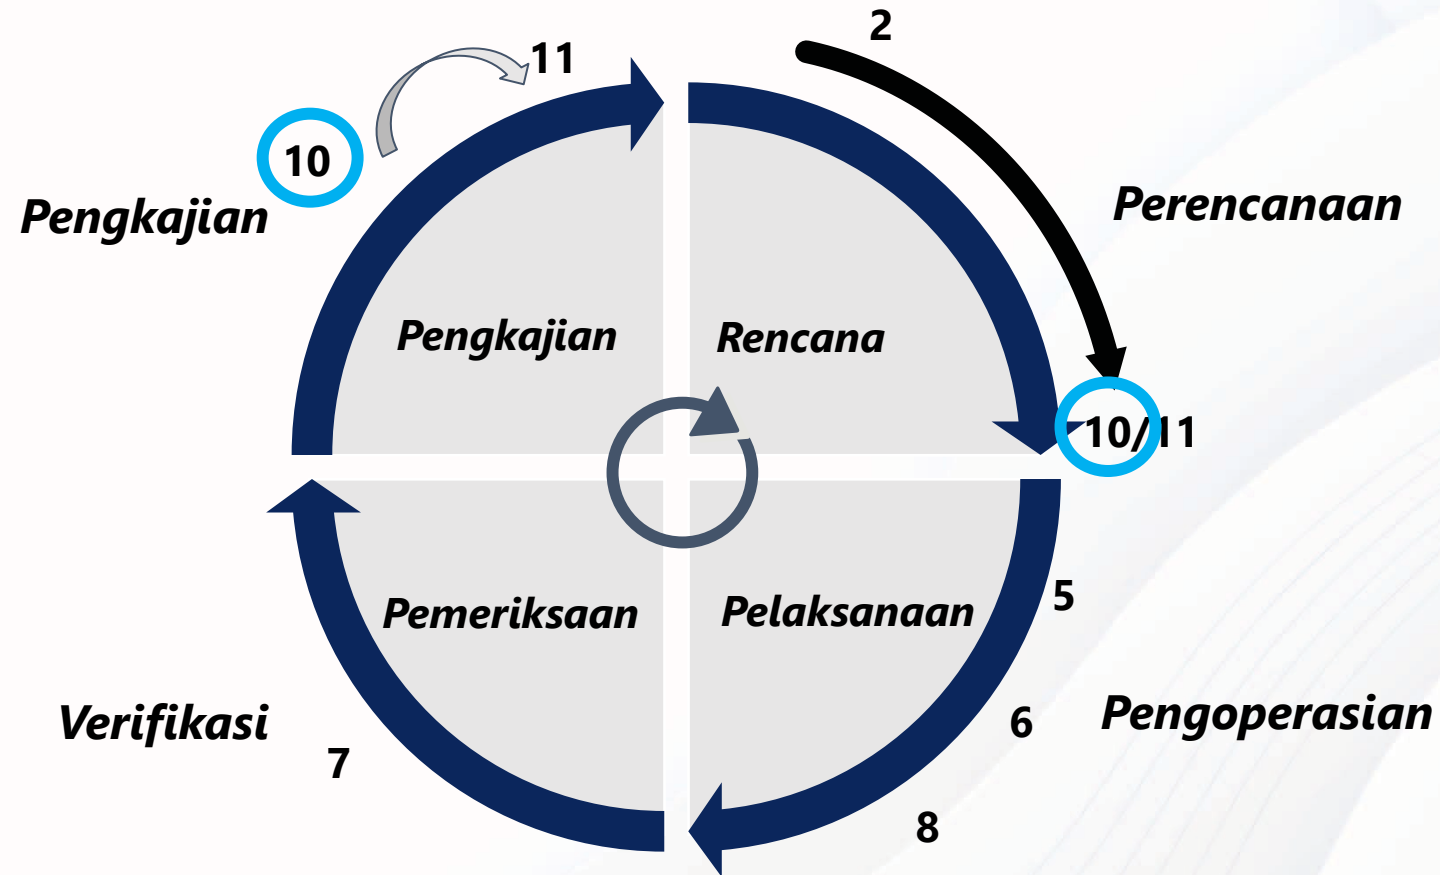 2
11
10
Pengkajian
Perencanaan
Pengkajian
Rencana
10/11
5
Pemeriksaan
Pelaksanaan
6
Pengoperasian
Verifikasi
7
8